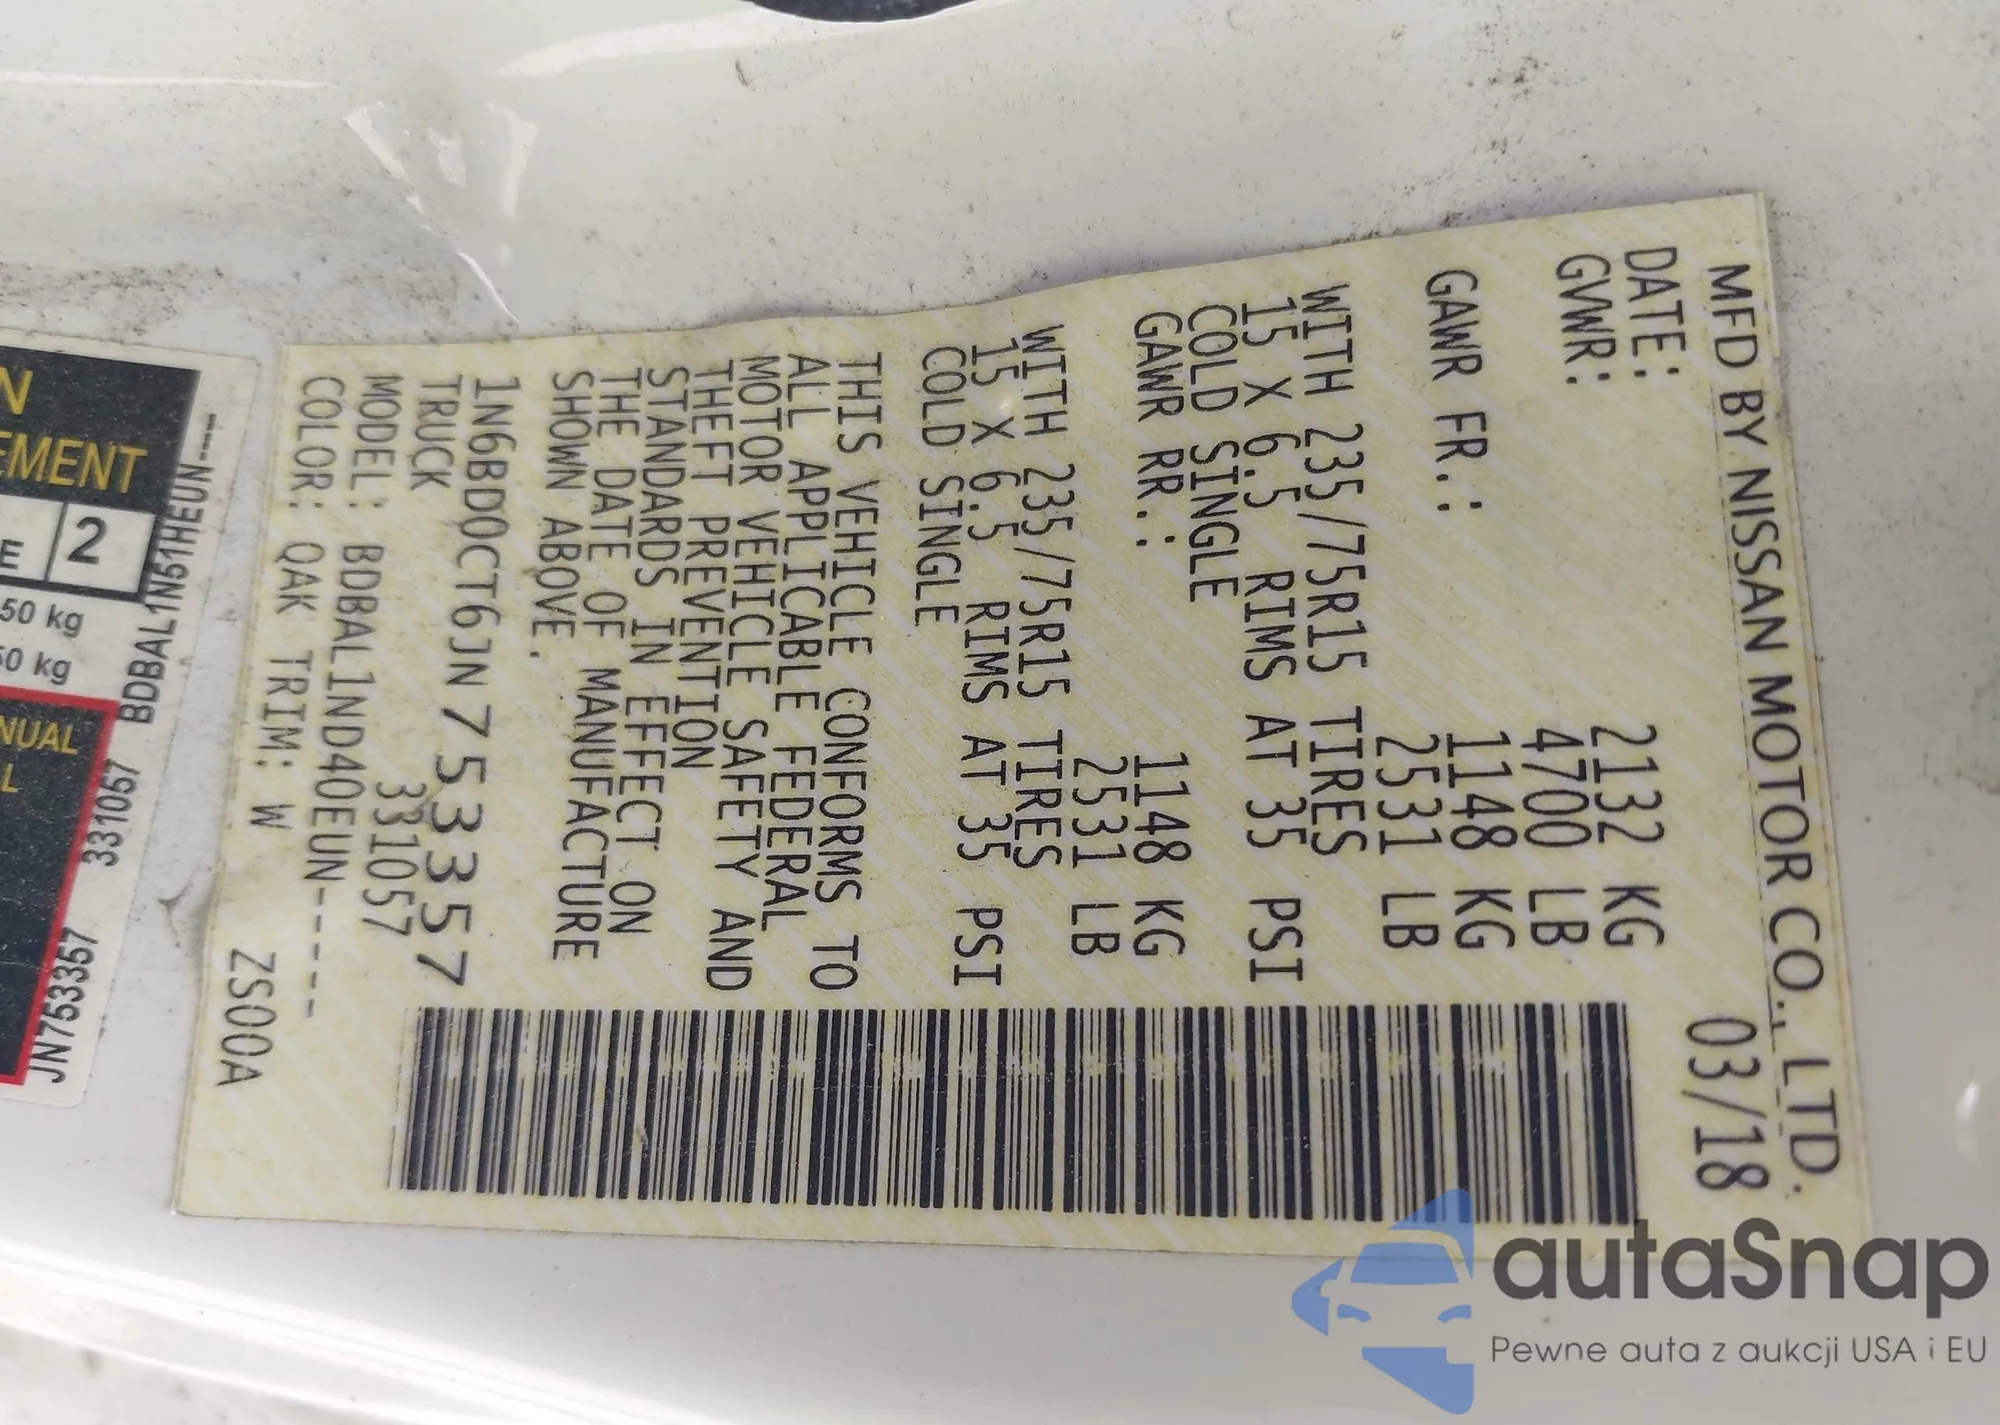 MFD BY NISSAN MOTOR CO., LTD.
DATE: 03/18
GVWR: 2132 KG
4700 LB
GAWR FR.: 1148 KG
2531 LB
WITH 235/75R15 TIRES
15 X 6.5 RIMS AT 35 PSI
COLD SINGLE
GAWR RR.: 1148 KG
2531 LB
WITH 235/75R15 TIRES
15 X 6.5 RIMS AT 35 PSI
COLD SINGLE
THIS VEHICLE CONFORMS TO
ALL APPLICABLE FEDERAL
MOTOR VEHICLE SAFETY AND
THEFT PREVENTION
STANDARDS IN EFFECT ON
THE DATE OF MANUFACTURE
SHOWN ABOVE.
1N6BD0CT6JN753357
TRUCK
331057
MODEL: BDBAL1ND40EUN-----
COLOR: QAK TRIM: W ZS00A
BDBAL1N51HEUN---- 331057 JN753357
N
EMENT
E 2
50 kg
50 kg
NUAL
L
autaSnap
Pewne auta z aukcji USA i EU